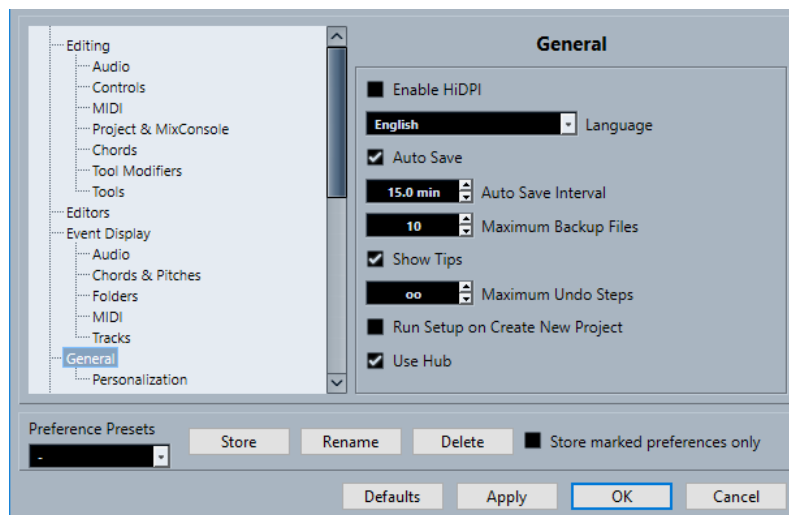 Editing
Audio
Controls
MIDI
Project & MixConsole
Chords
Tool Modifiers
Tools
Editors
Event Display
Audio
Chords & Pitches
Folders
MIDI
Tracks
General
Personalization
General
Enable HiDPI
English Language
Auto Save
15.0 min Auto Save Interval
10 Maximum Backup Files
Show Tips
oo Maximum Undo Steps
Run Setup on Create New Project
Use Hub
Preference Presets
- Store Rename Delete Store marked preferences only
Defaults Apply OK Cancel